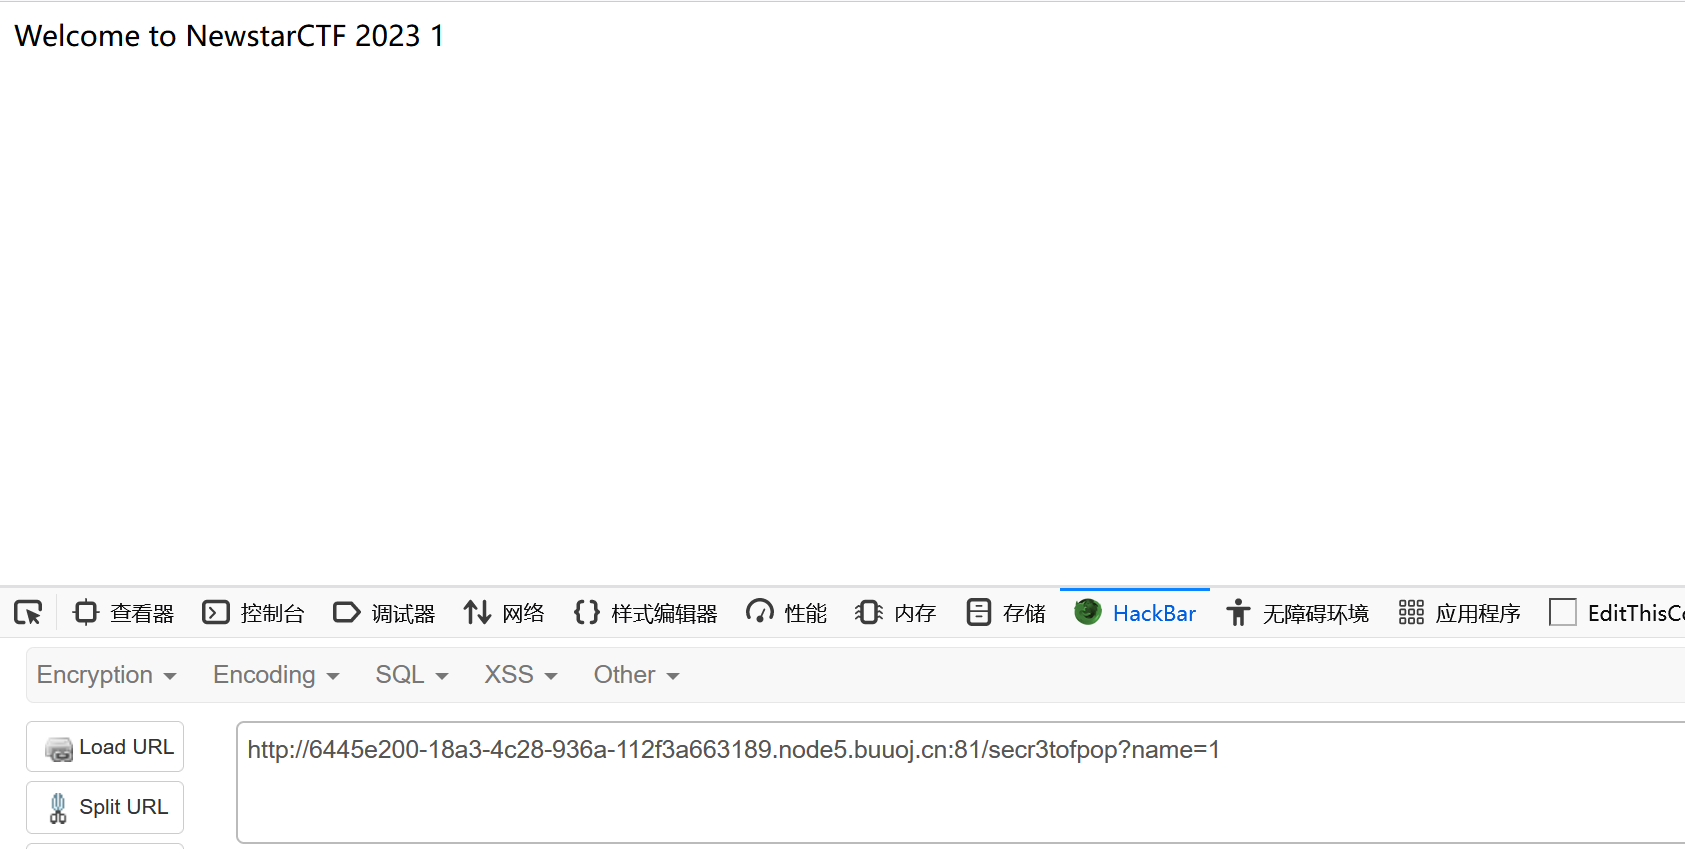 Welcome to NewstarCTF 2023 1
查看器 控制台 调试器 网络 样式编辑器 性能 内存 存储 HackBar 无障碍环境 应用程序 EditThisCo
Encryption Encoding SQL XSS Other
Load URL
http://6445e200-18a3-4c28-936a-112f3a663189.node5.buuoj.cn:81/secr3tofpop?name=1
Split URL